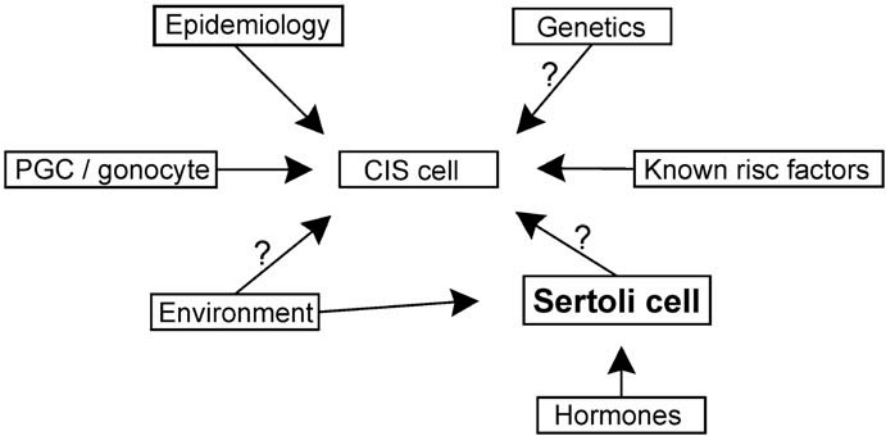 Epidemiology
Genetics
?
PGC / gonocyte
CIS cell
Known risc factors
?
?
Environment
Sertoli cell
Hormones